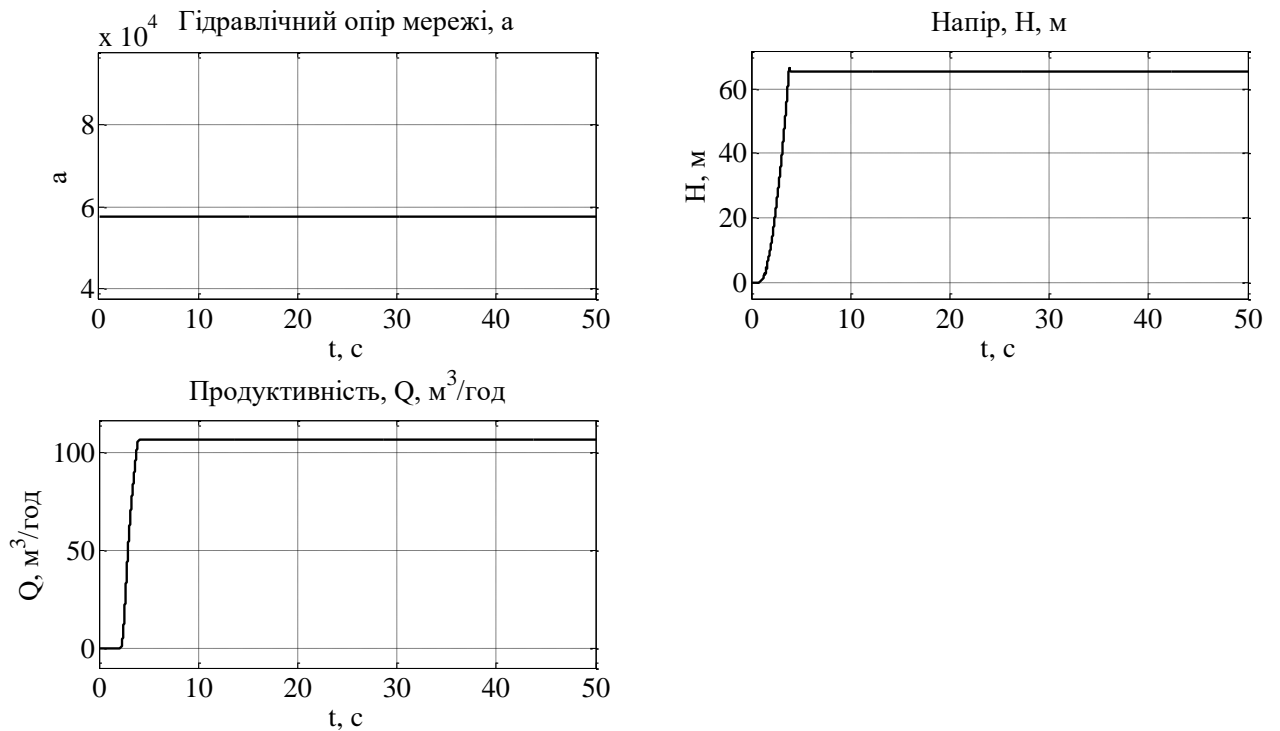 Гідравлічний опір мережі, а
x 10^4
8
6
4
а
0 10 20 30 40 50
t, с
Напір, Н, м
60
40
20
0
Н, м
0 10 20 30 40 50
t, с
Продуктивність, Q, м^3/год
100
50
0
Q, м^3/год
0 10 20 30 40 50
t, с